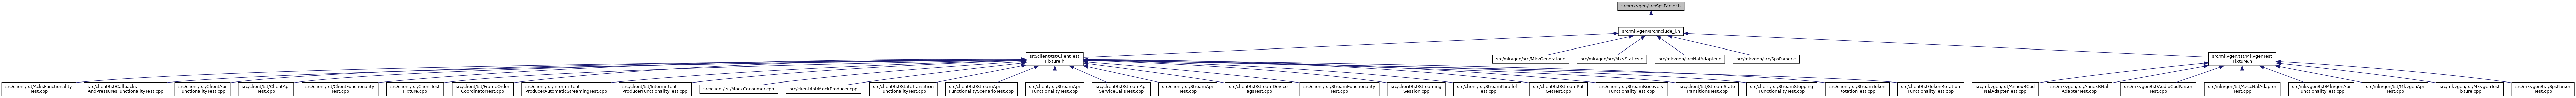 src/mkvgen/src/SpsParser.h
src/mkvgen/src/Include_i.h
src/client/tst/ClientTest
Fixture.h
src/mkvgen/src/MkvGenerator.c
src/mkvgen/src/MkvStatics.c
src/mkvgen/src/NalAdapter.c
src/mkvgen/src/SpsParser.c
src/mkvgen/tst/MkvgenTest
Fixture.h
src/client/tst/AcksFunctionality
Test.cpp
src/client/tst/Callbacks
AndPressuresFunctionalityTest.cpp
src/client/tst/ClientApi
FunctionalityTest.cpp
src/client/tst/ClientApi
Test.cpp
src/client/tst/ClientFunctionality
Test.cpp
src/client/tst/ClientTest
Fixture.cpp
src/client/tst/FrameOrder
CoordinatorTest.cpp
src/client/tst/Intermittent
ProducerAutomaticStreamingTest.cpp
src/client/tst/Intermittent
ProducerFunctionalityTest.cpp
src/client/tst/MockConsumer.cpp
src/client/tst/MockProducer.cpp
src/client/tst/StateTransition
FunctionalityTest.cpp
src/client/tst/StreamApi
FunctionalityScenarioTest.cpp
src/client/tst/StreamApi
FunctionalityTest.cpp
src/client/tst/StreamApi
ServiceCallsTest.cpp
src/client/tst/StreamApi
Test.cpp
src/client/tst/StreamDevice
TagsTest.cpp
src/client/tst/StreamFunctionality
Test.cpp
src/client/tst/Streaming
Session.cpp
src/client/tst/StreamParallel
Test.cpp
src/client/tst/StreamPut
GetTest.cpp
src/client/tst/StreamRecovery
FunctionalityTest.cpp
src/client/tst/StreamState
TransitionTest.cpp
src/client/tst/StreamStopping
FunctionalityTest.cpp
src/client/tst/StreamToken
RotationTest.cpp
src/client/tst/TokenRotation
FunctionalityTest.cpp
src/mkvgen/tst/AnnexBCpd
NalAdapterTest.cpp
src/mkvgen/tst/AnnexBNal
AdapterTest.cpp
src/mkvgen/tst/AudioCpdParser
Test.cpp
src/mkvgen/tst/AvccNalAdapter
Test.cpp
src/mkvgen/tst/MkvgenApi
FunctionalityTest.cpp
src/mkvgen/tst/MkvgenApi
Test.cpp
src/mkvgen/tst/MkvgenTest
Fixture.cpp
src/mkvgen/tst/SpsParser
Test.cpp